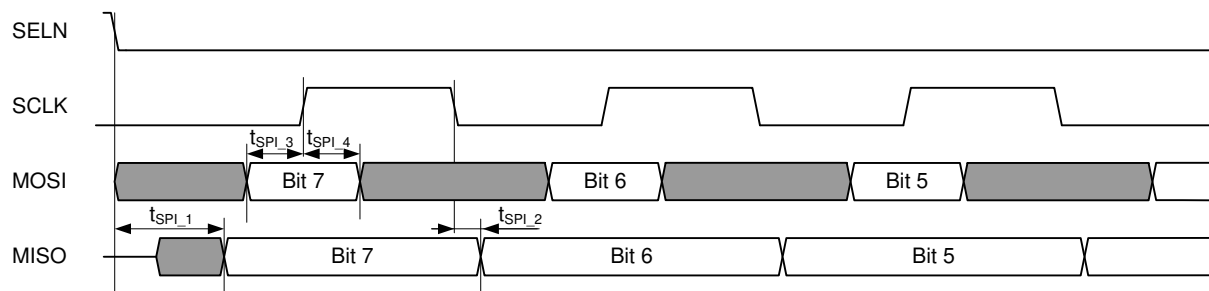 SELN
SCLK
tSPI_3 tSPI_4
MOSI Bit 7 Bit 6 Bit 5
tSPI_1 tSPI_2
MISO Bit 7 Bit 6 Bit 5